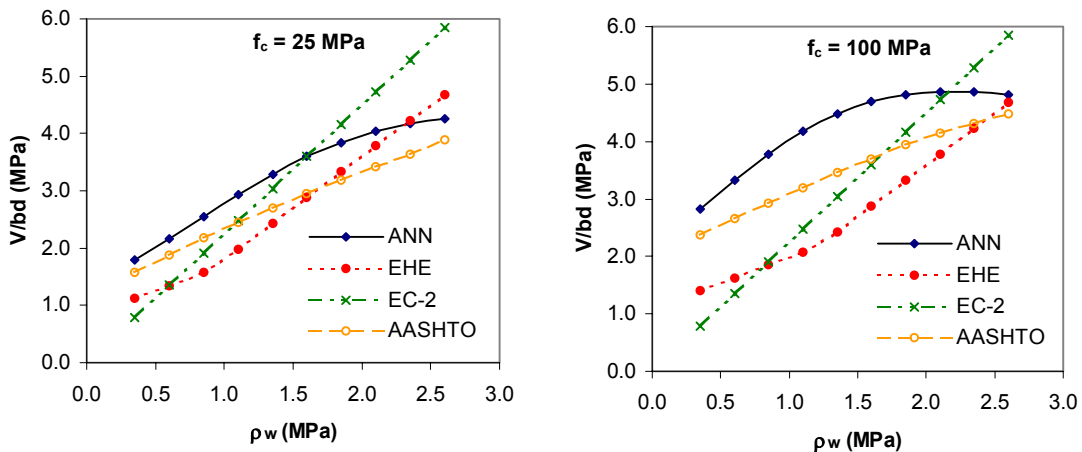 f_c = 25 MPa
V/bd (MPa)
6.0
5.0
4.0
3.0
2.0
1.0
0.0
ANN
EHE
EC-2
AASHTO
0.0 0.5 1.0 1.5 2.0 2.5 3.0
ρ w (MPa)
f_c = 100 MPa
V/bd (MPa)
6.0
5.0
4.0
3.0
2.0
1.0
0.0
ANN
EHE
EC-2
AASHTO
0.0 0.5 1.0 1.5 2.0 2.5 3.0
ρ w (MPa)